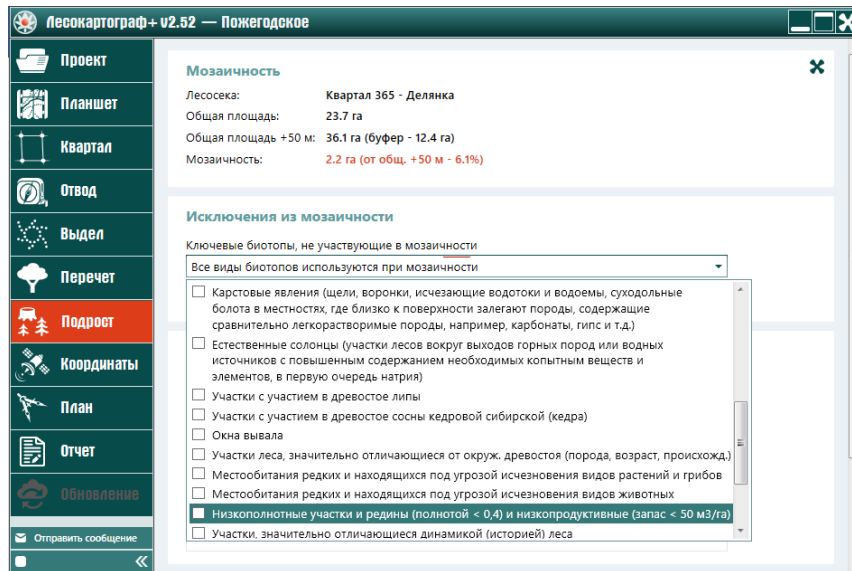 Лесокартограф+ v2.52 — Пожегодское
Проект
Планшет
Квартал
Отвод
Выдел
Перечет
Подрост
Координаты
План
Отчет
Обновление
Отправить сообщение
Мозаичность
Лесосека: Квартал 365 - Делянка
Общая площадь: 23.7 га
Общая площадь +50 м: 36.1 га (буфер - 12.4 га)
Мозаичность: 2.2 га (от общ. +50 м - 6.1%)
Исключения из мозаичности
Ключевые биотопы, не участвующие в мозаичности
Все виды биотопов используются при мозаичности
Карстовые явления (щели, воронки, исчезающие водотоки и водоемы, суходольные
болота в местностях, где близко к поверхности залегают породы, содержащие
сравнительно легкорастворимые породы, например, карбонаты, гипс и т.д.)
Естественные солонцы (участки лесов вокруг выходов горных пород или водных
источников с повышенным содержанием необходимых копытным веществ и
элементов, в первую очередь натрия)
Участки с участием в древостое липы
Участки с участием в древостое сосны кедровой сибирской (кедра)
Окна вывала
Участки леса, значительно отличающиеся от окруж. древостоя (порода, возраст, происхожд.)
Местообитания редких и находящихся под угрозой исчезновения видов растений и грибов
Местообитания редких и находящихся под угрозой исчезновения видов животных
Низкополнотные участки и редины (полнотой < 0,4) и низкопродуктивные (запас < 50 м3/га)
Участки, значительно отличающиеся динамикой (историей) леса